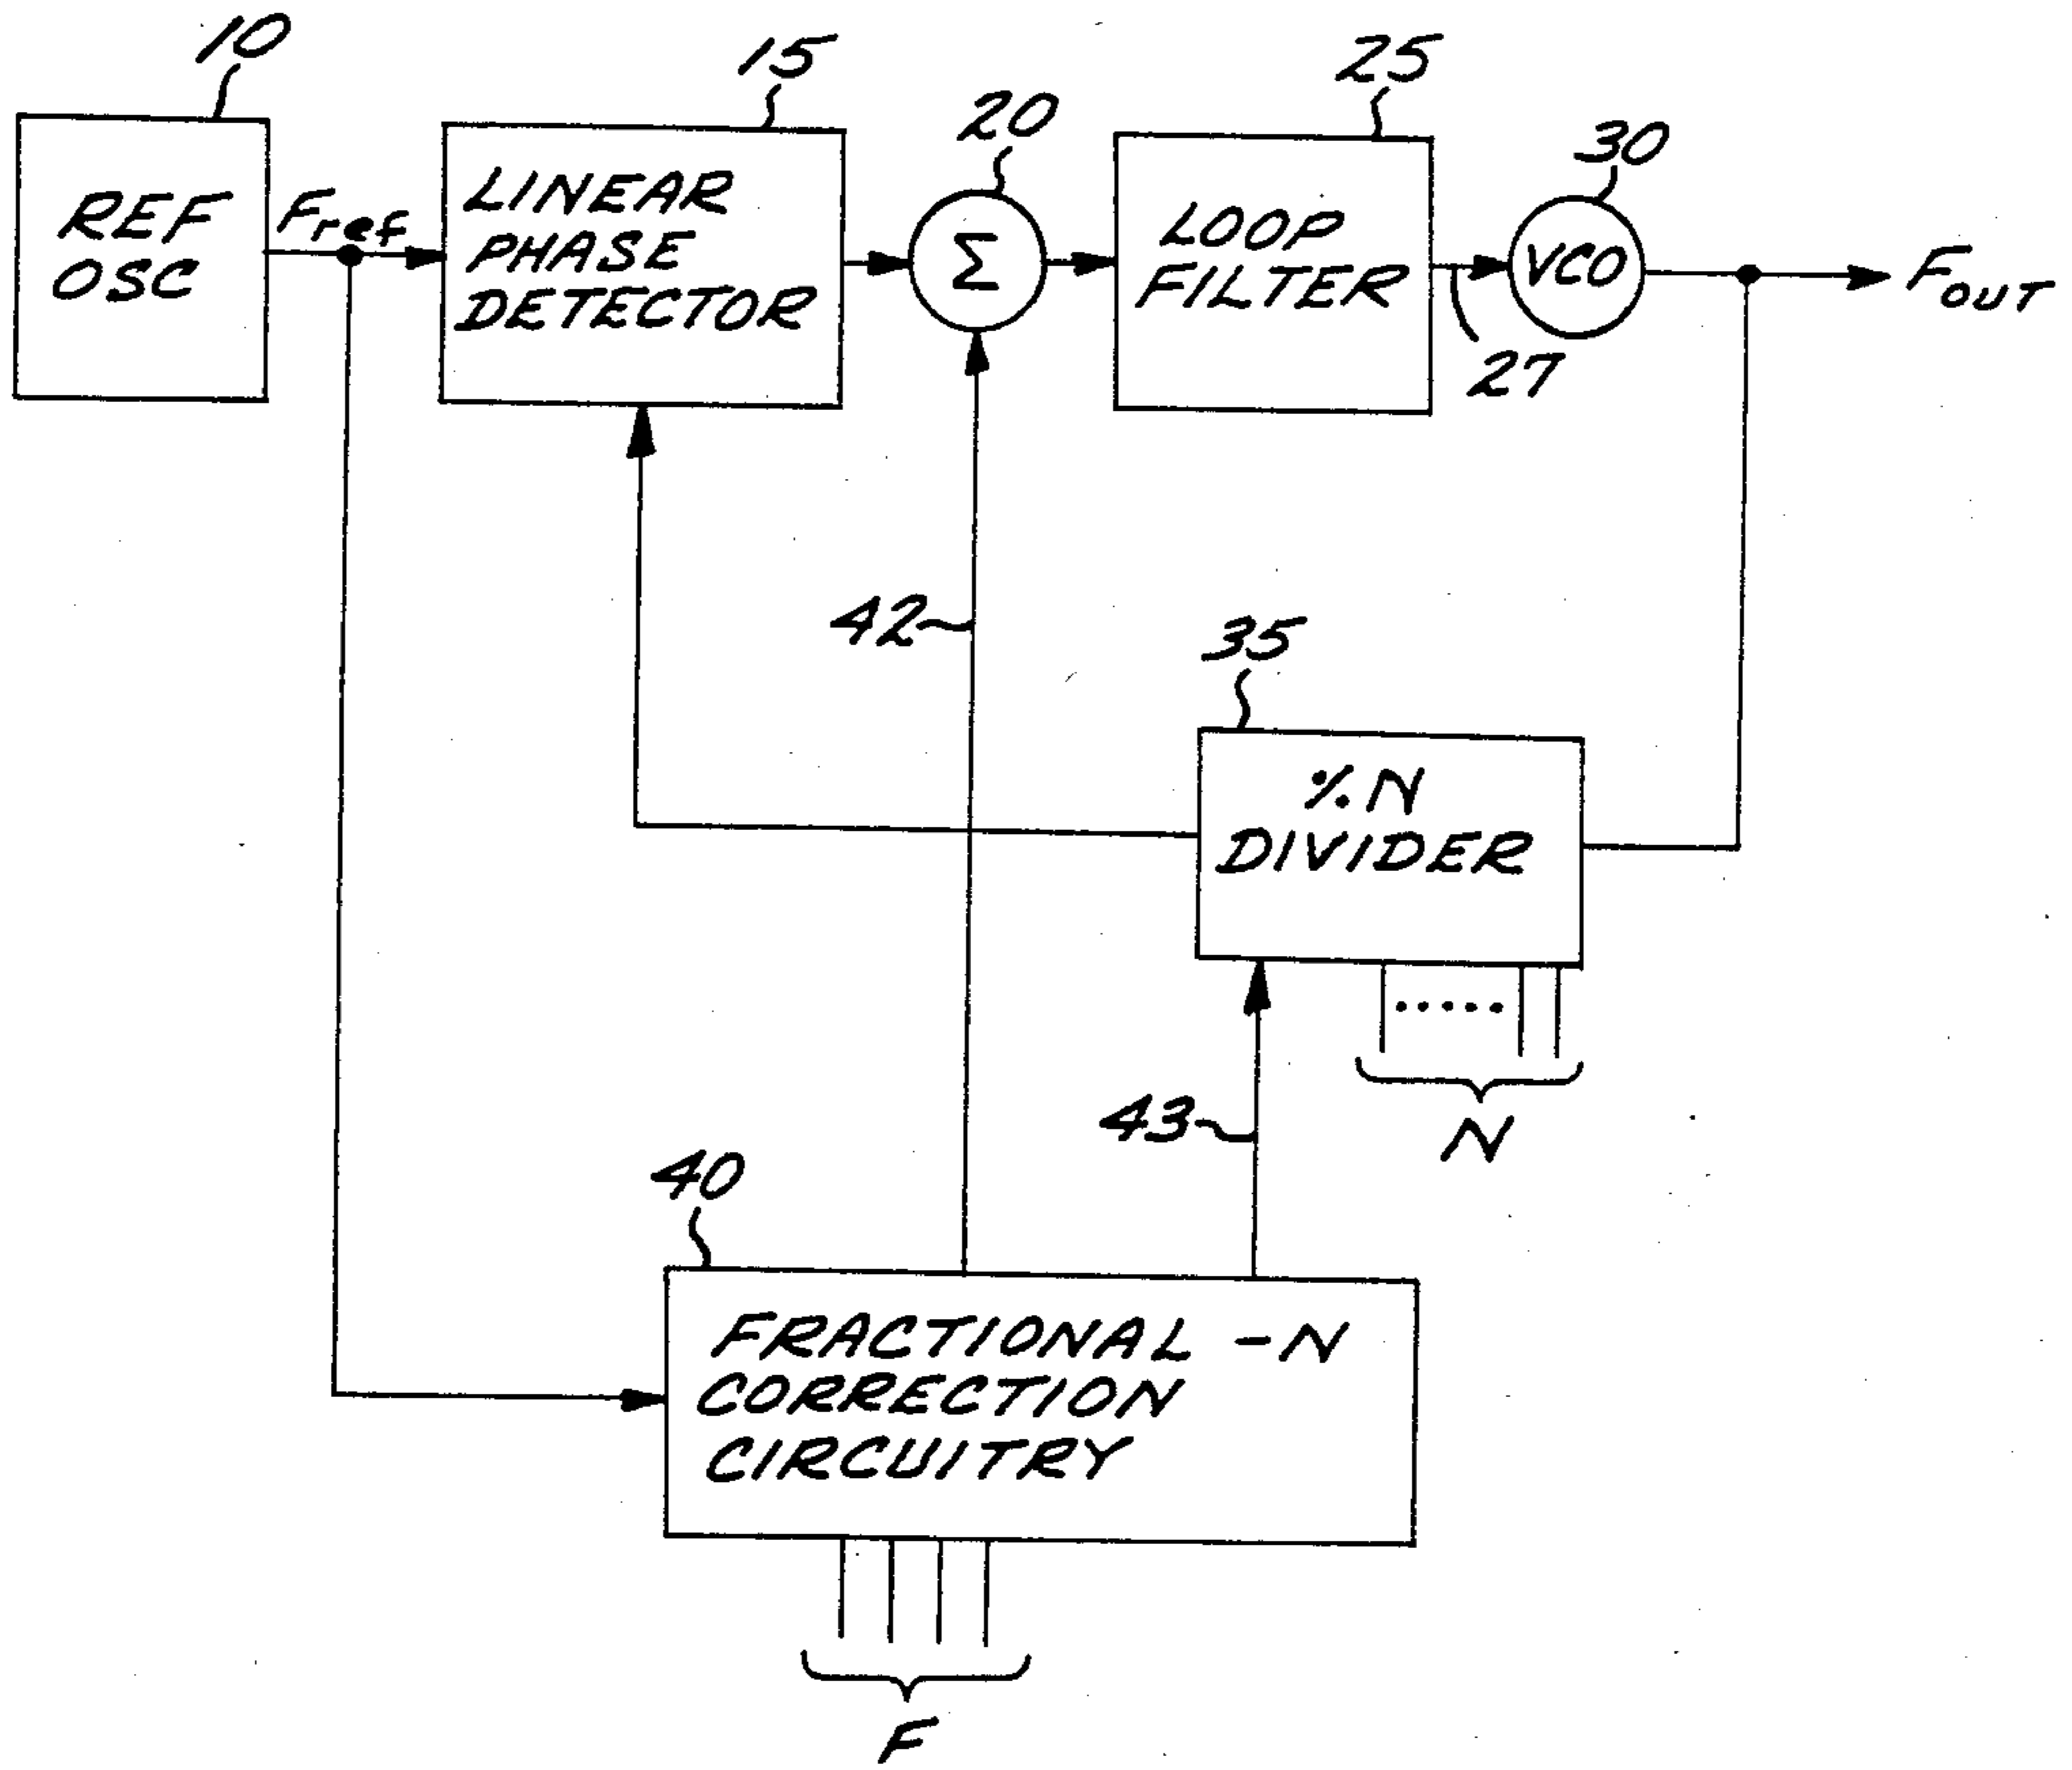 10
15
20
25
30
REF
OSC
Fref
LINEAR
PHASE
DETECTOR
Σ
LOOP
FILTER
27
VCO
FOUT
42
35
%N
DIVIDER
N
43
40
FRACTIONAL -N
CORRECTION
CIRCUITRY
F